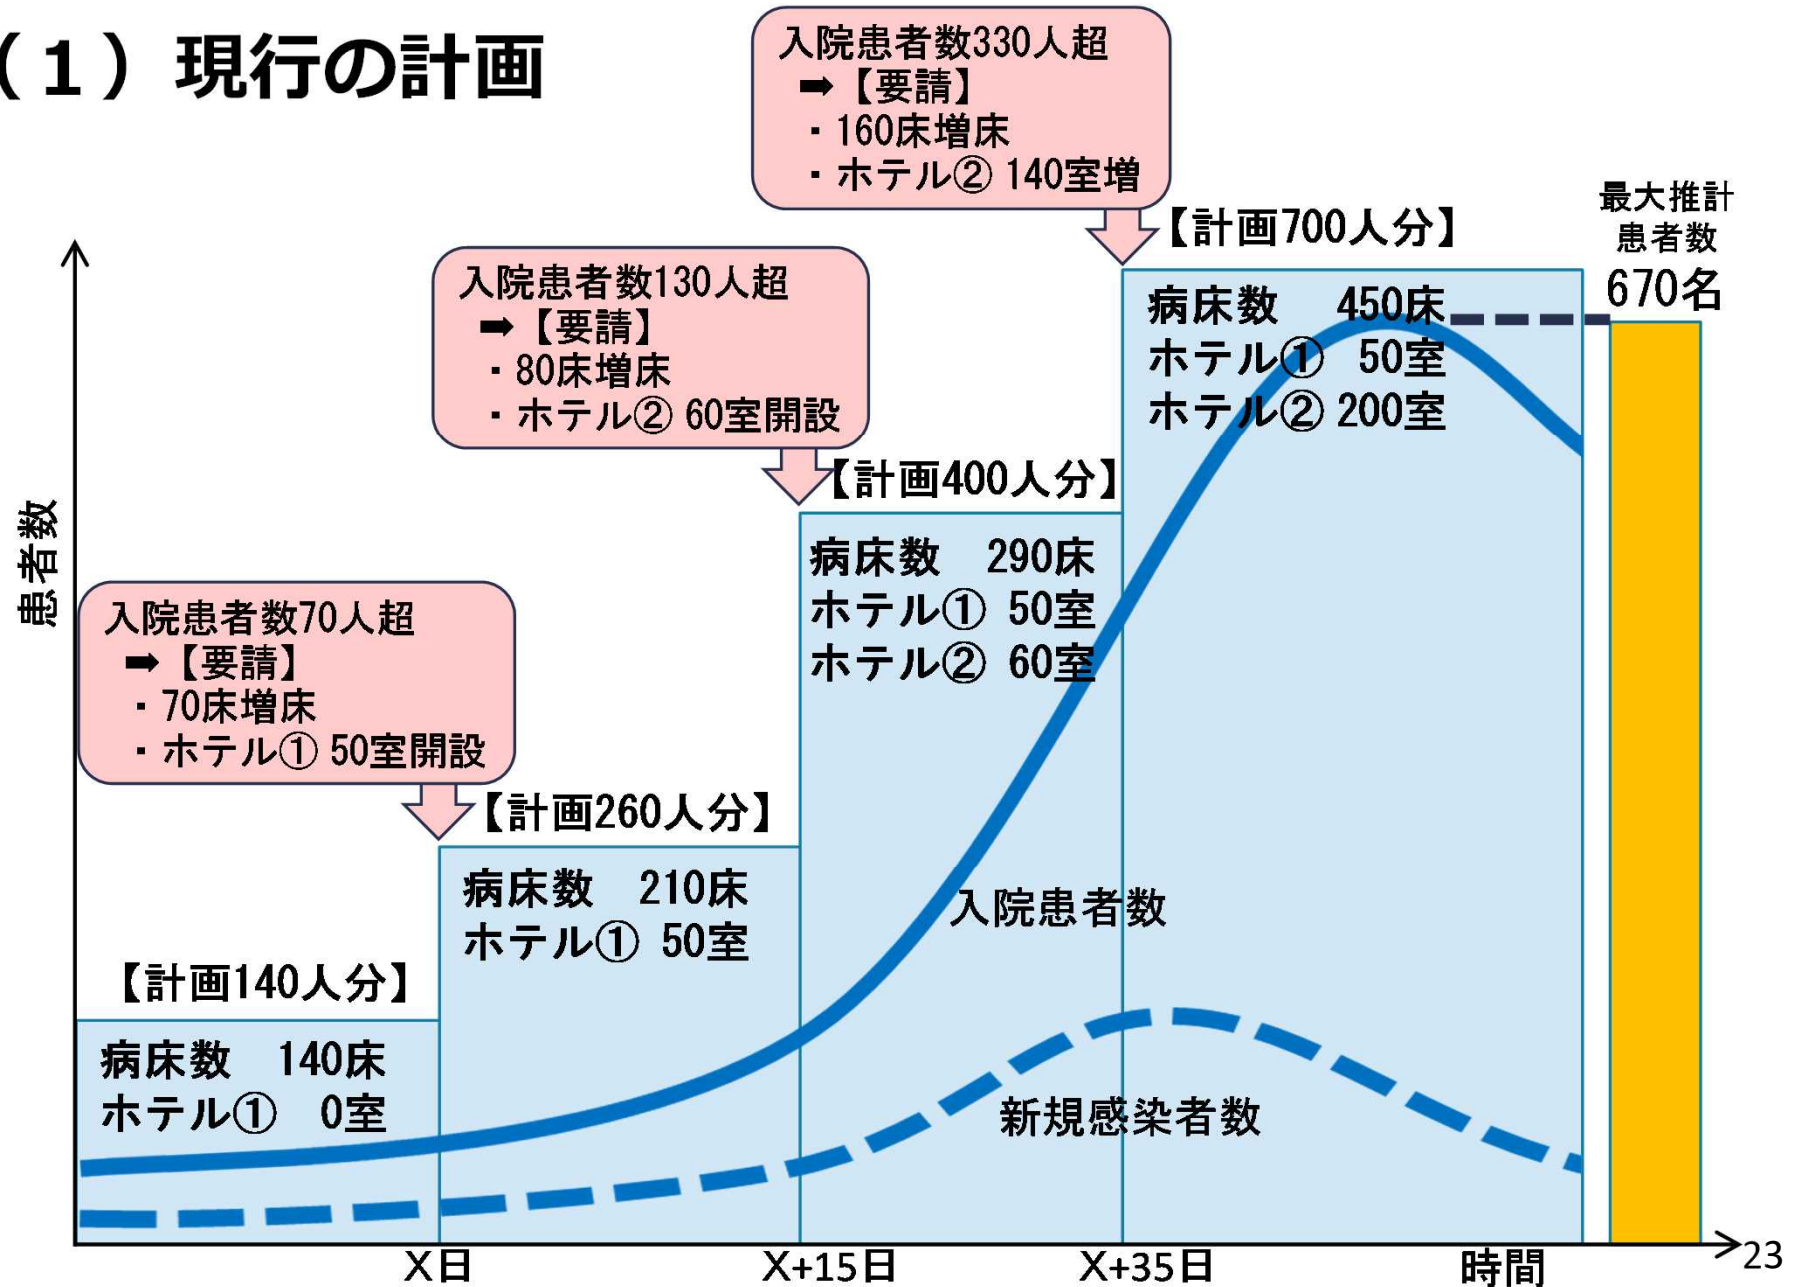 （１）現行の計画
入院患者数330人超
➡【要請】
・160床増床
・ホテル② 140室増
【計画700人分】
最大推計
患者数
670名
病床数　450床
ホテル①　50室
ホテル② 200室
入院患者数130人超
➡【要請】
・80床増床
・ホテル② 60室開設
【計画400人分】
病床数　290床
ホテル① 50室
ホテル② 60室
患者数
入院患者数70人超
➡【要請】
・70床増床
・ホテル① 50室開設
【計画260人分】
病床数　210床
ホテル① 50室
入院患者数
【計画140人分】
病床数　140床
ホテル①　0室
新規感染者数
X日
X+15日
X+35日
時間
23